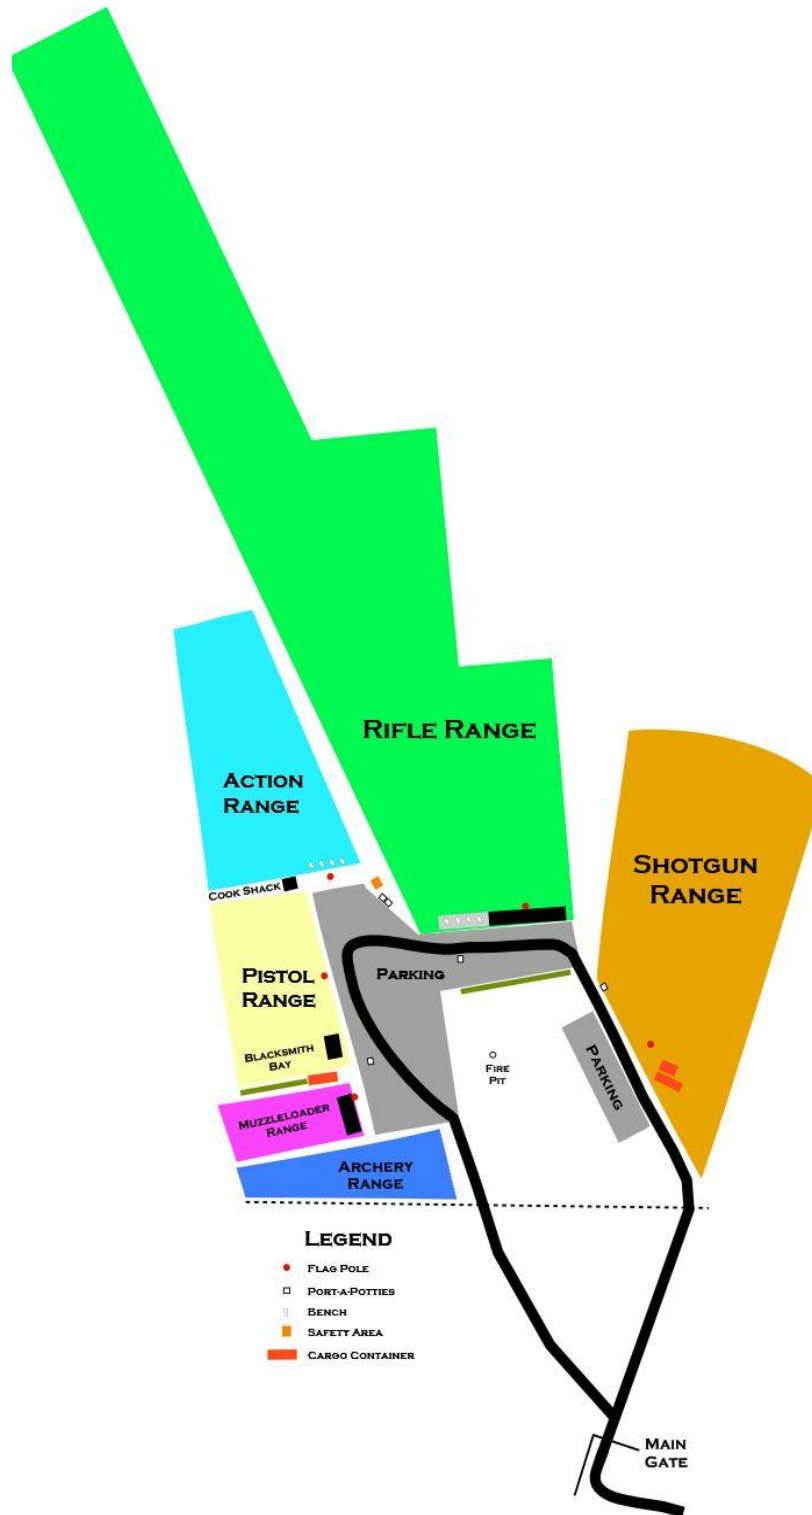 Rifle Range
Action
Range
Shotgun
Range
Cook Shack
Pistol
Range
Parking
Blacksmith
Bay
Fire
Pit
Parking
Muzzleloader
Range
Archery
Range
Legend
Flag Pole
Port-a-Potties
Bench
Safety Area
Cargo Container
Main
Gate